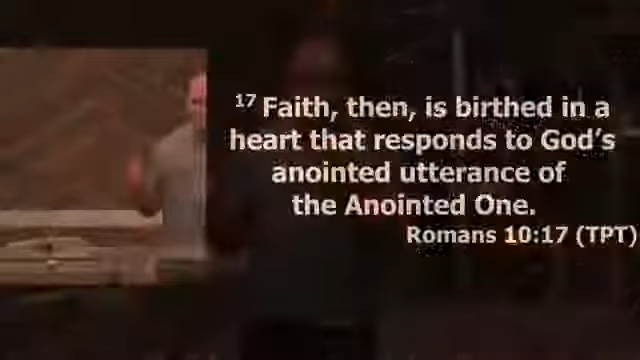 17 Faith, then, is birthed in a
heart that responds to God's
anointed utterance of
the Anointed One.
Romans 10:17 (TPT)